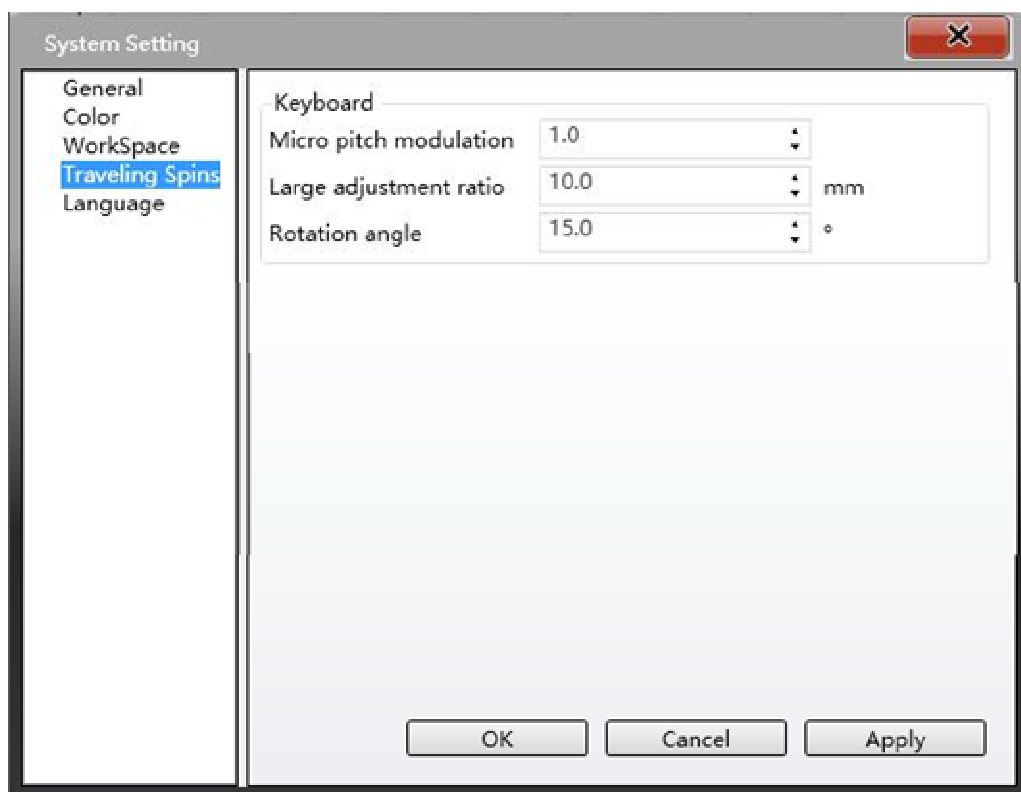 System Setting
General
Color
WorkSpace
Traveling Spins
Language
Keyboard
Micro pitch modulation 1.0
Large adjustment ratio 10.0 mm
Rotation angle 15.0 °
OK Cancel Apply